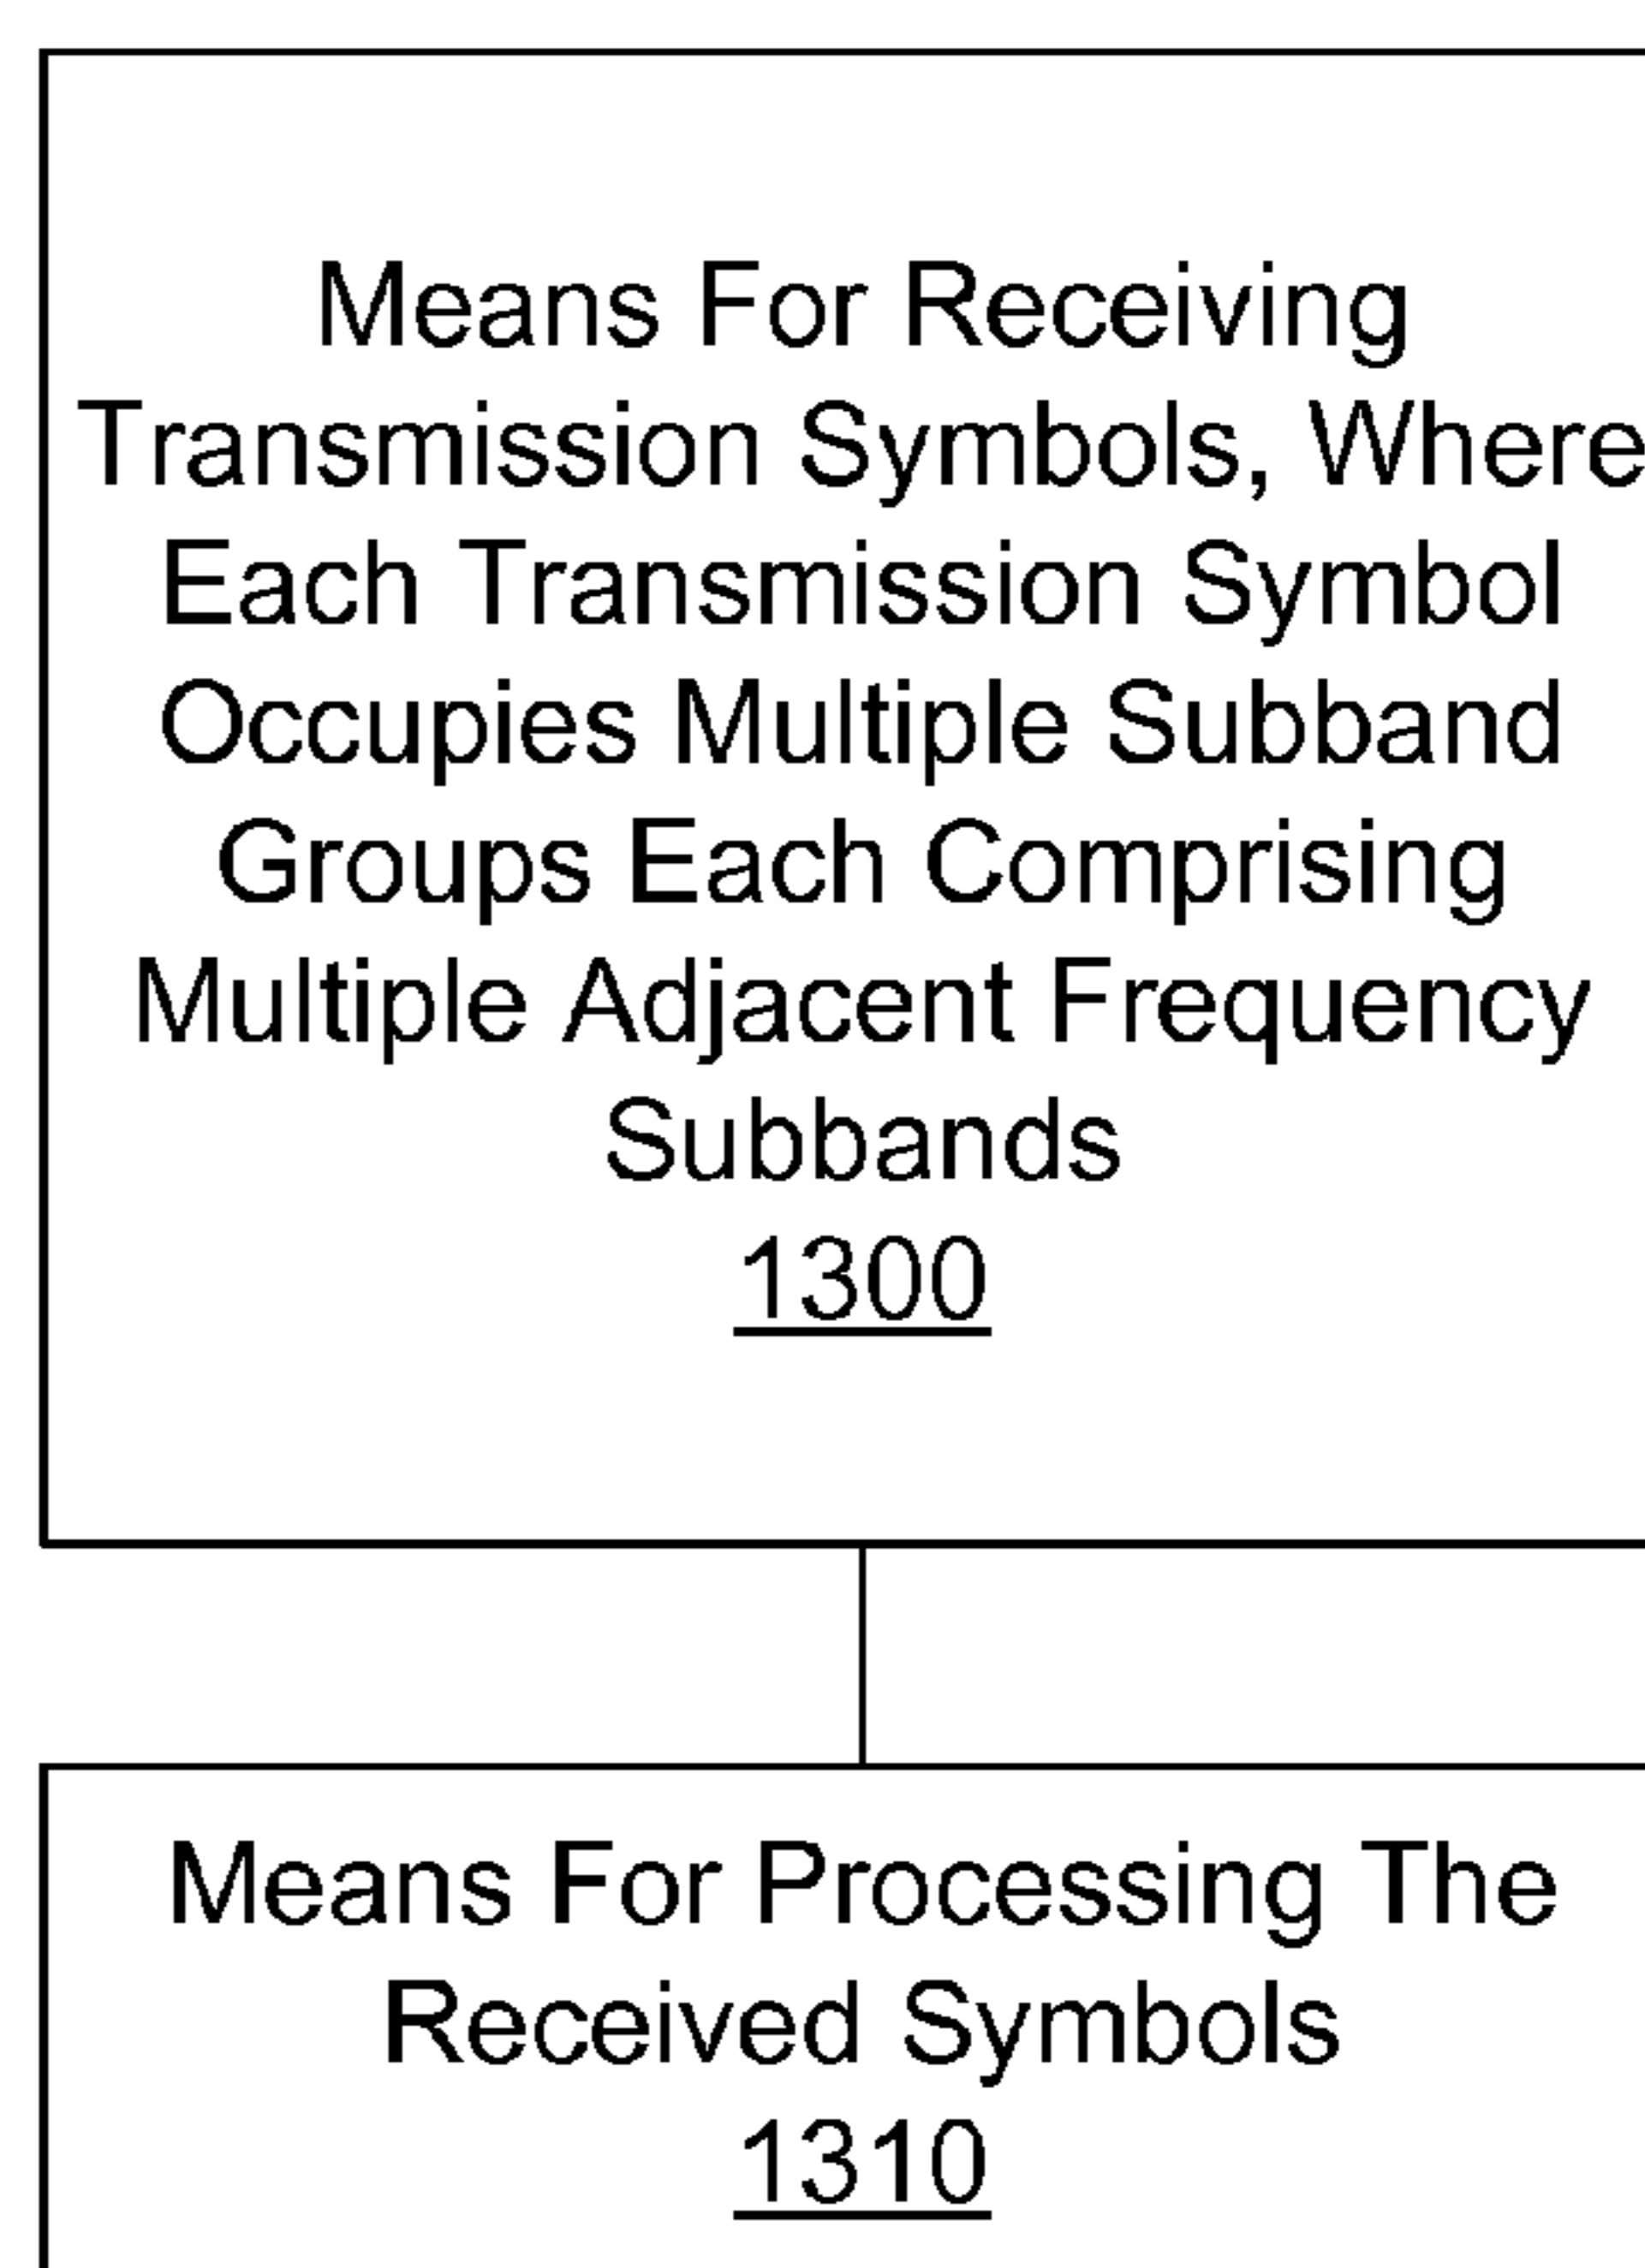 Means For Receiving
Transmission Symbols, Where
Each Transmission Symbol
Occupies Multiple Subband
Groups Each Comprising
Multiple Adjacent Frequency
Subbands
1300
Means For Processing The
Received Symbols
1310